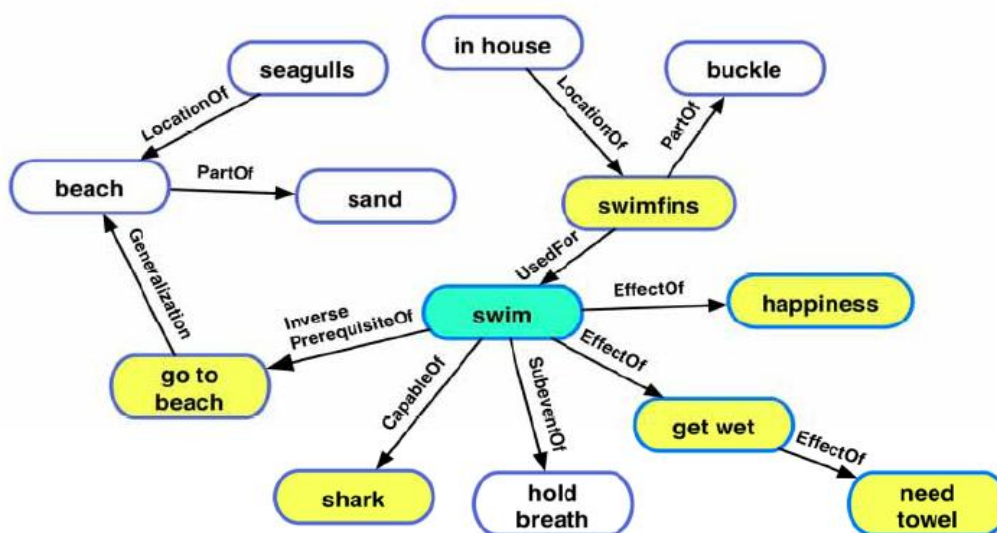 in house
seagulls
buckle
LocationOf
LocationOf
PartOf
beach
PartOf
sand
swimfins
Generalization
UsedFor
swim
EffectOf
happiness
Inverse
PrerequisiteOf
go to
beach
CapableOf
SubeventOf
EffectOf
get wet
EffectOf
shark
hold
breath
need
towel